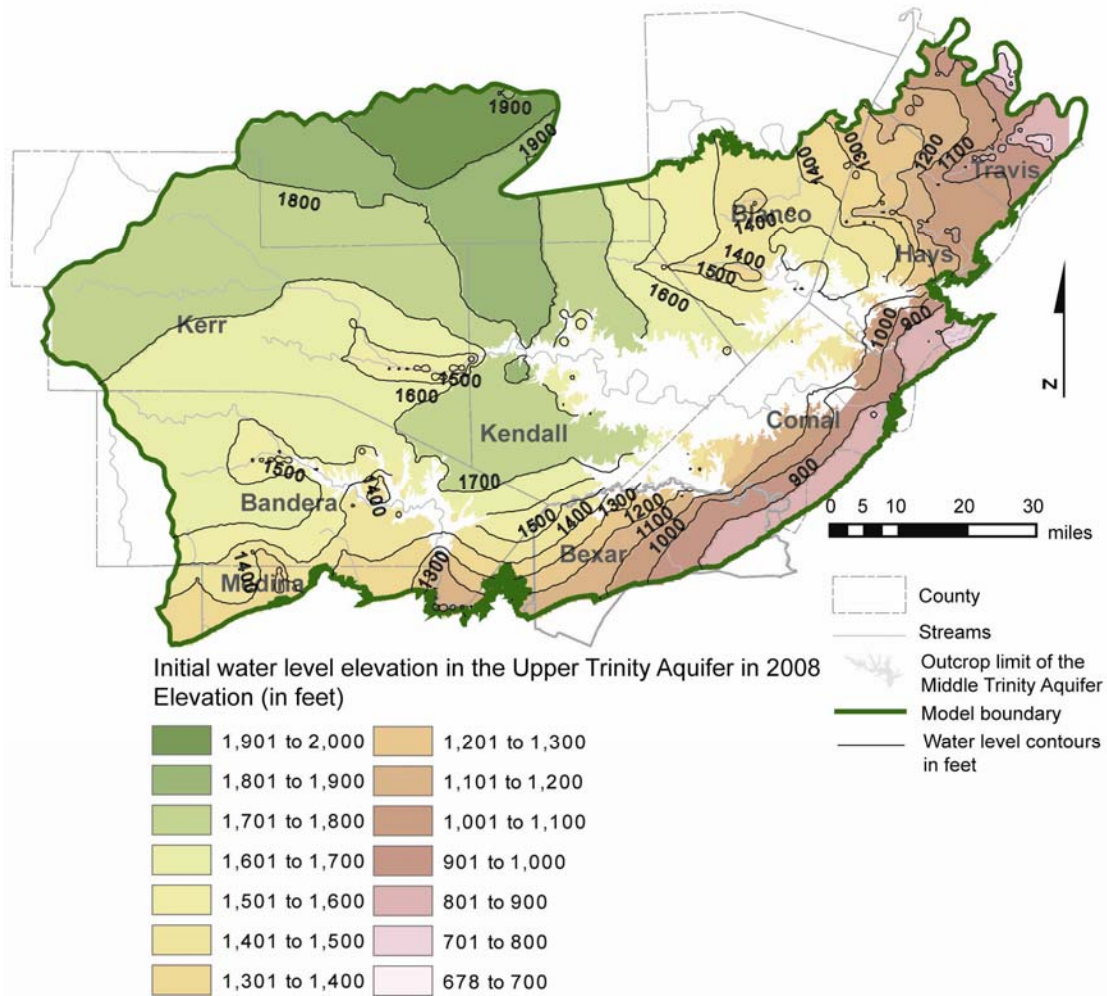 1900
1900
1800
1400
1300
1200
1100
Travis
Blanco
1400
1400
1500
Hays
1600
Kerr
1000
900
1500
1600
Kendall
Comal
1700
900
1500
Bandera
1400
1500
1400
1300
1200
1100
1000
Bexar
1400
Medina
1300
N
0 5 10 20 30
miles
County
Streams
Outcrop limit of the
Middle Trinity Aquifer
Model boundary
Water level contours
in feet
Initial water level elevation in the Upper Trinity Aquifer in 2008
Elevation (in feet)
1,901 to 2,000
1,801 to 1,900
1,701 to 1,800
1,601 to 1,700
1,501 to 1,600
1,401 to 1,500
1,301 to 1,400
1,201 to 1,300
1,101 to 1,200
1,001 to 1,100
901 to 1,000
801 to 900
701 to 800
678 to 700